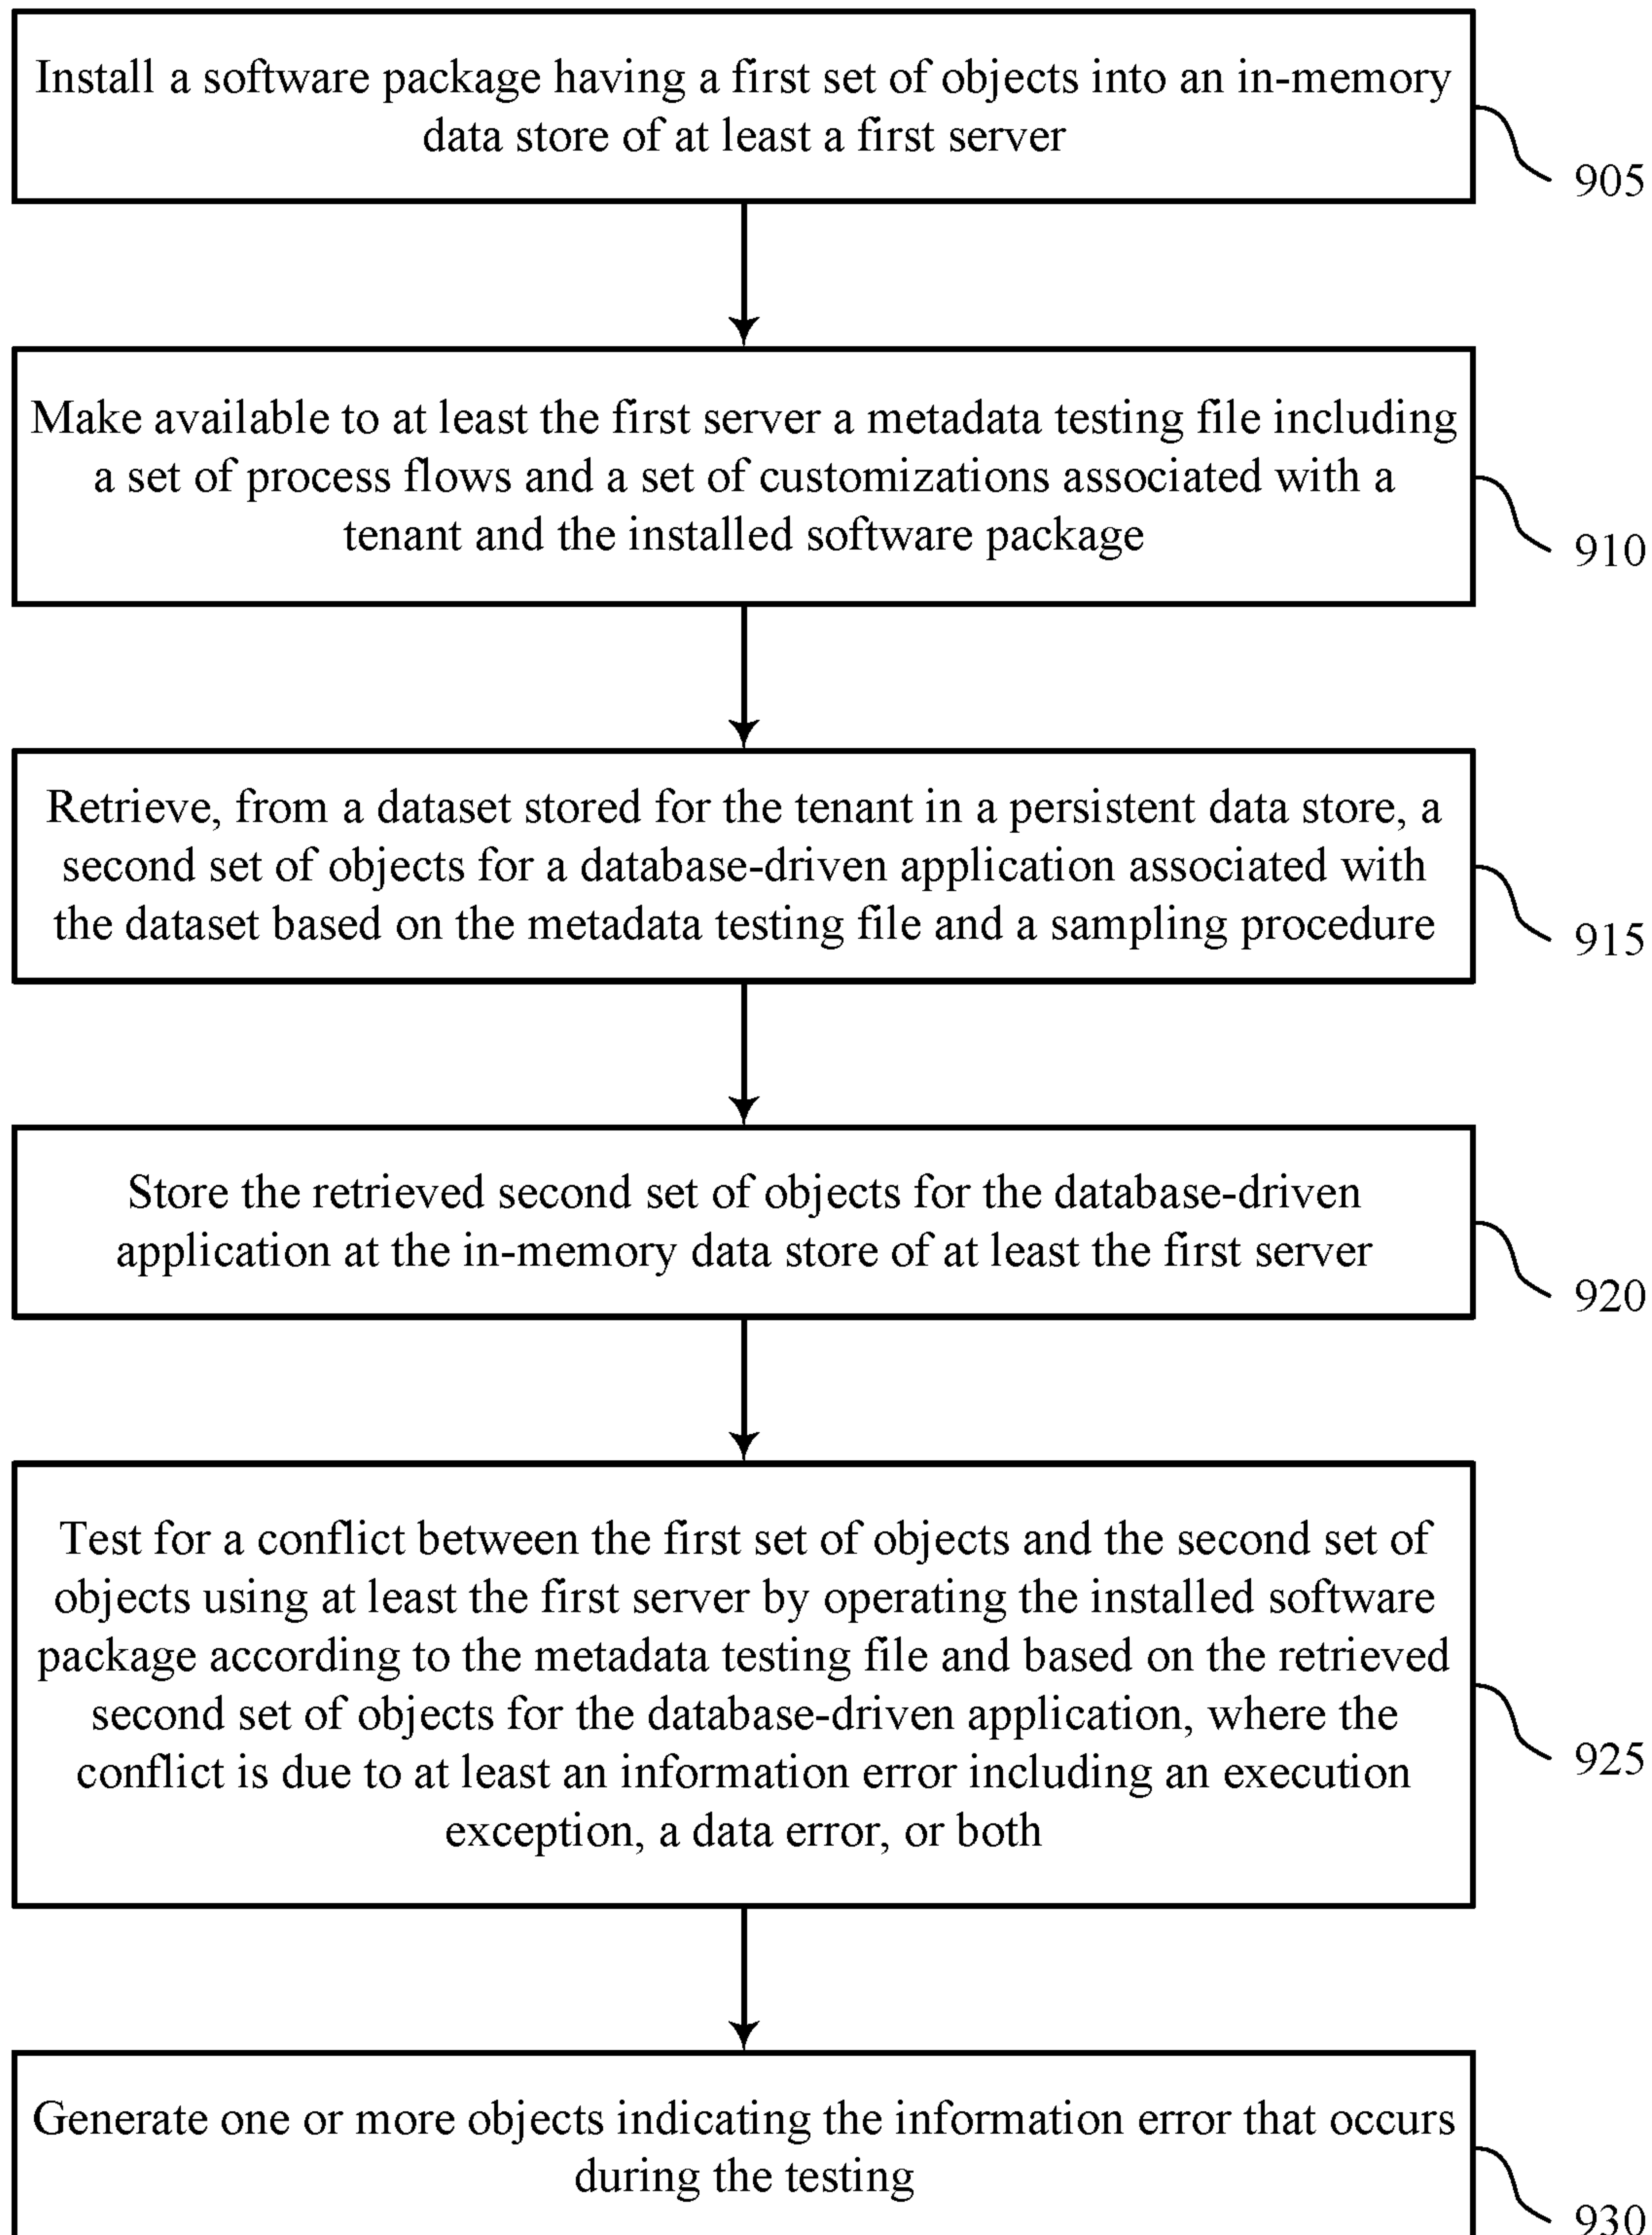 Install a software package having a first set of objects into an in-memory
data store of at least a first server
905
Make available to at least the first server a metadata testing file including
a set of process flows and a set of customizations associated with a
tenant and the installed software package
910
Retrieve, from a dataset stored for the tenant in a persistent data store, a
second set of objects for a database-driven application associated with
the dataset based on the metadata testing file and a sampling procedure
915
Store the retrieved second set of objects for the database-driven
application at the in-memory data store of at least the first server
920
Test for a conflict between the first set of objects and the second set of
objects using at least the first server by operating the installed software
package according to the metadata testing file and based on the retrieved
second set of objects for the database-driven application, where the
conflict is due to at least an information error including an execution
exception, a data error, or both
925
Generate one or more objects indicating the information error that occurs
during the testing
930